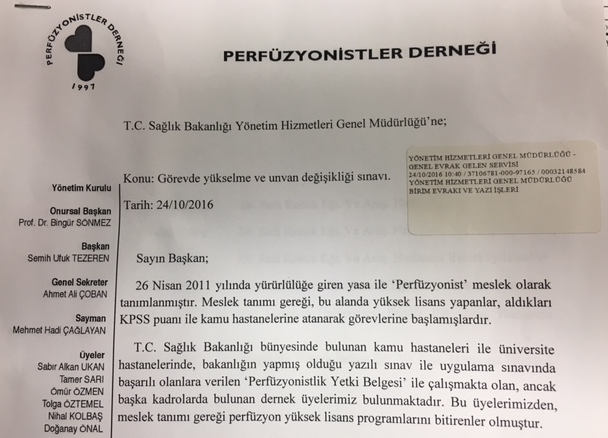 PERFÜZYONİSTLER DERNEĞİ
1997
PERFÜZYONİSTLER DERNEĞİ
T.C. Sağlık Bakanlığı Yönetim Hizmetleri Genel Müdürlüğü'ne;
YÖNETİM HİZMETLERİ GENEL MÜDÜRLÜĞÜ -
GENEL EVRAK GELEN SERVİSİ
24/10/2016 10:40 / 37106781-000-97165 / 00032148584
YÖNETİM HİZMETLERİ GENEL MÜDÜRLÜĞÜ
BİRİM EVRAKI VE YAZI İŞLERİ
Konu: Görevde yükselme ve unvan değişikliği sınavı.
Tarih: 24/10/2016
Yönetim Kurulu
Onursal Başkan
Prof. Dr. Bingür SÖNMEZ
Başkan
Semih Ufuk TEZEREN
Genel Sekreter
Ahmet Ali ÇOBAN
Sayman
Mehmet Hadi ÇAĞLAYAN
Üyeler
Sabır Alkan UKAN
Tamer SARI
Ömür ÖZMEN
Tolga ÖZTEMEL
Nihal KOLBAŞ
Doğanay ÖNAL
Sayın Başkan;
26 Nisan 2011 yılında yürürlüğe giren yasa ile 'Perfüzyonist' meslek olarak
tanımlanmıştır. Meslek tanımı gereği, bu alanda yüksek lisans yapanlar, aldıkları
KPSS puanı ile kamu hastanelerine atanarak görevlerine başlamışlardır.
T.C. Sağlık Bakanlığı bünyesinde bulunan kamu hastaneleri ile üniversite
hastanelerinde, bakanlığın yapmış olduğu yazılı sınav ile uygulama sınavında
başarılı olanlara verilen 'Perfüzyonistlik Yetki Belgesi' ile çalışmakta olan, ancak
başka kadrolarda bulunan dernek üyelerimiz bulunmaktadır. Bu üyelerimizden,
meslek tanımı gereği perfüzyon yüksek lisans programlarını bitirenler olmuştur.